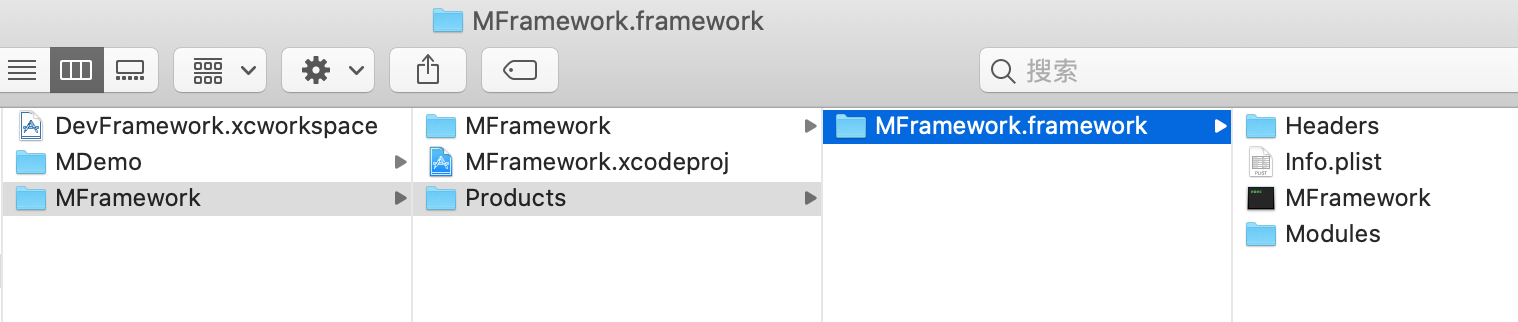 MFramework.framework
搜索
DevFramework.xcworkspace
MDemo
MFramework
MFramework
MFramework.xcodeproj
Products
MFramework.framework
Headers
Info.plist
MFramework
Modules